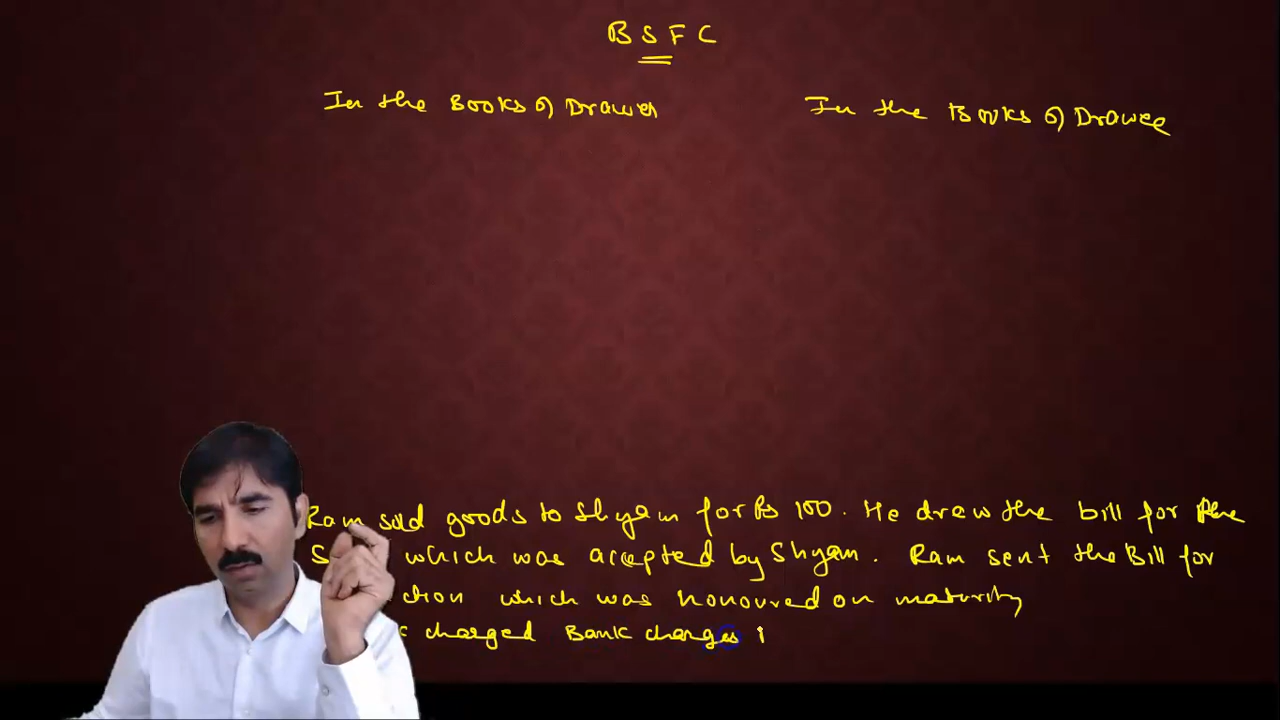 BSFC
In the Books of Drawer
In the Books of Drawee
Ram sold goods to Shyam for Rs 100. He drew the bill for the
which was accepted by Shyam. Ram sent the Bill for
ction which was honoured on maturity
charged Bank charges